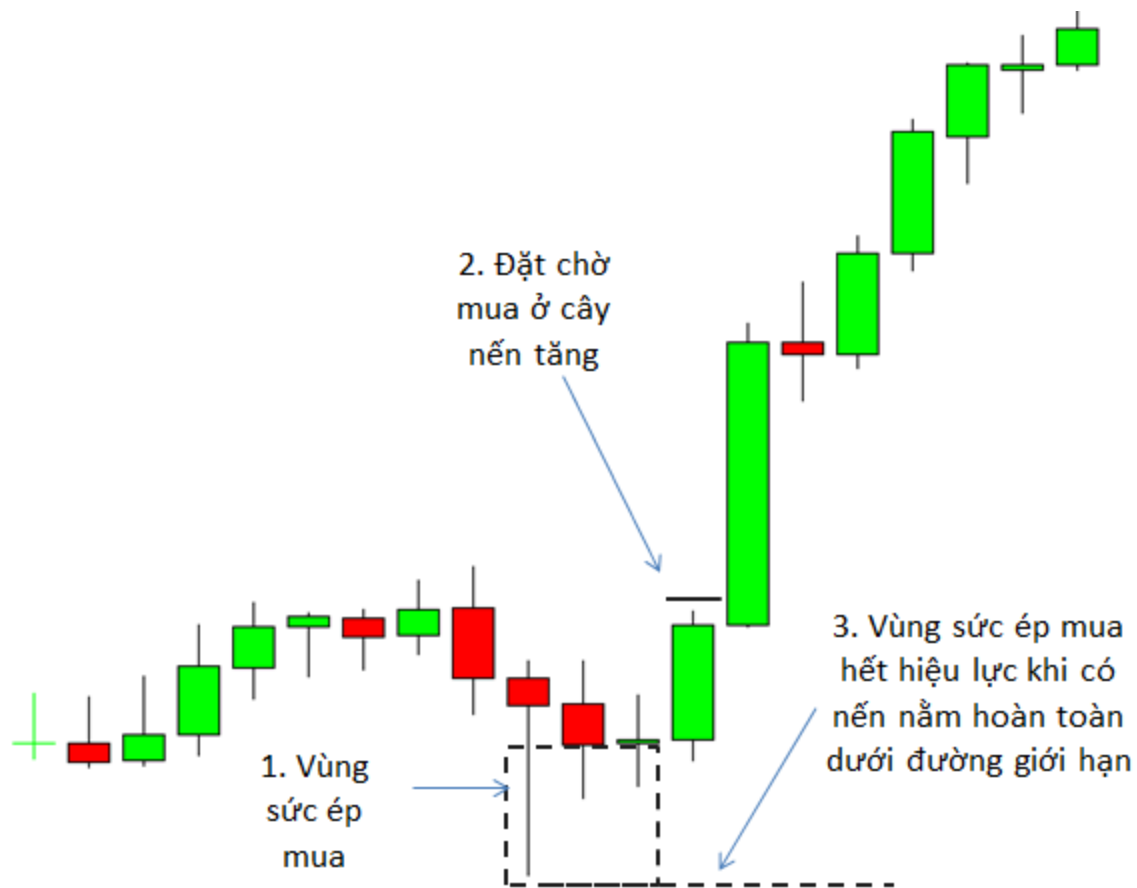 2. Đặt chờ
mua ở cây
nến tăng
3. Vùng sức ép mua
hết hiệu lực khi có
nến nằm hoàn toàn
dưới đường giới hạn
1. Vùng
sức ép
mua